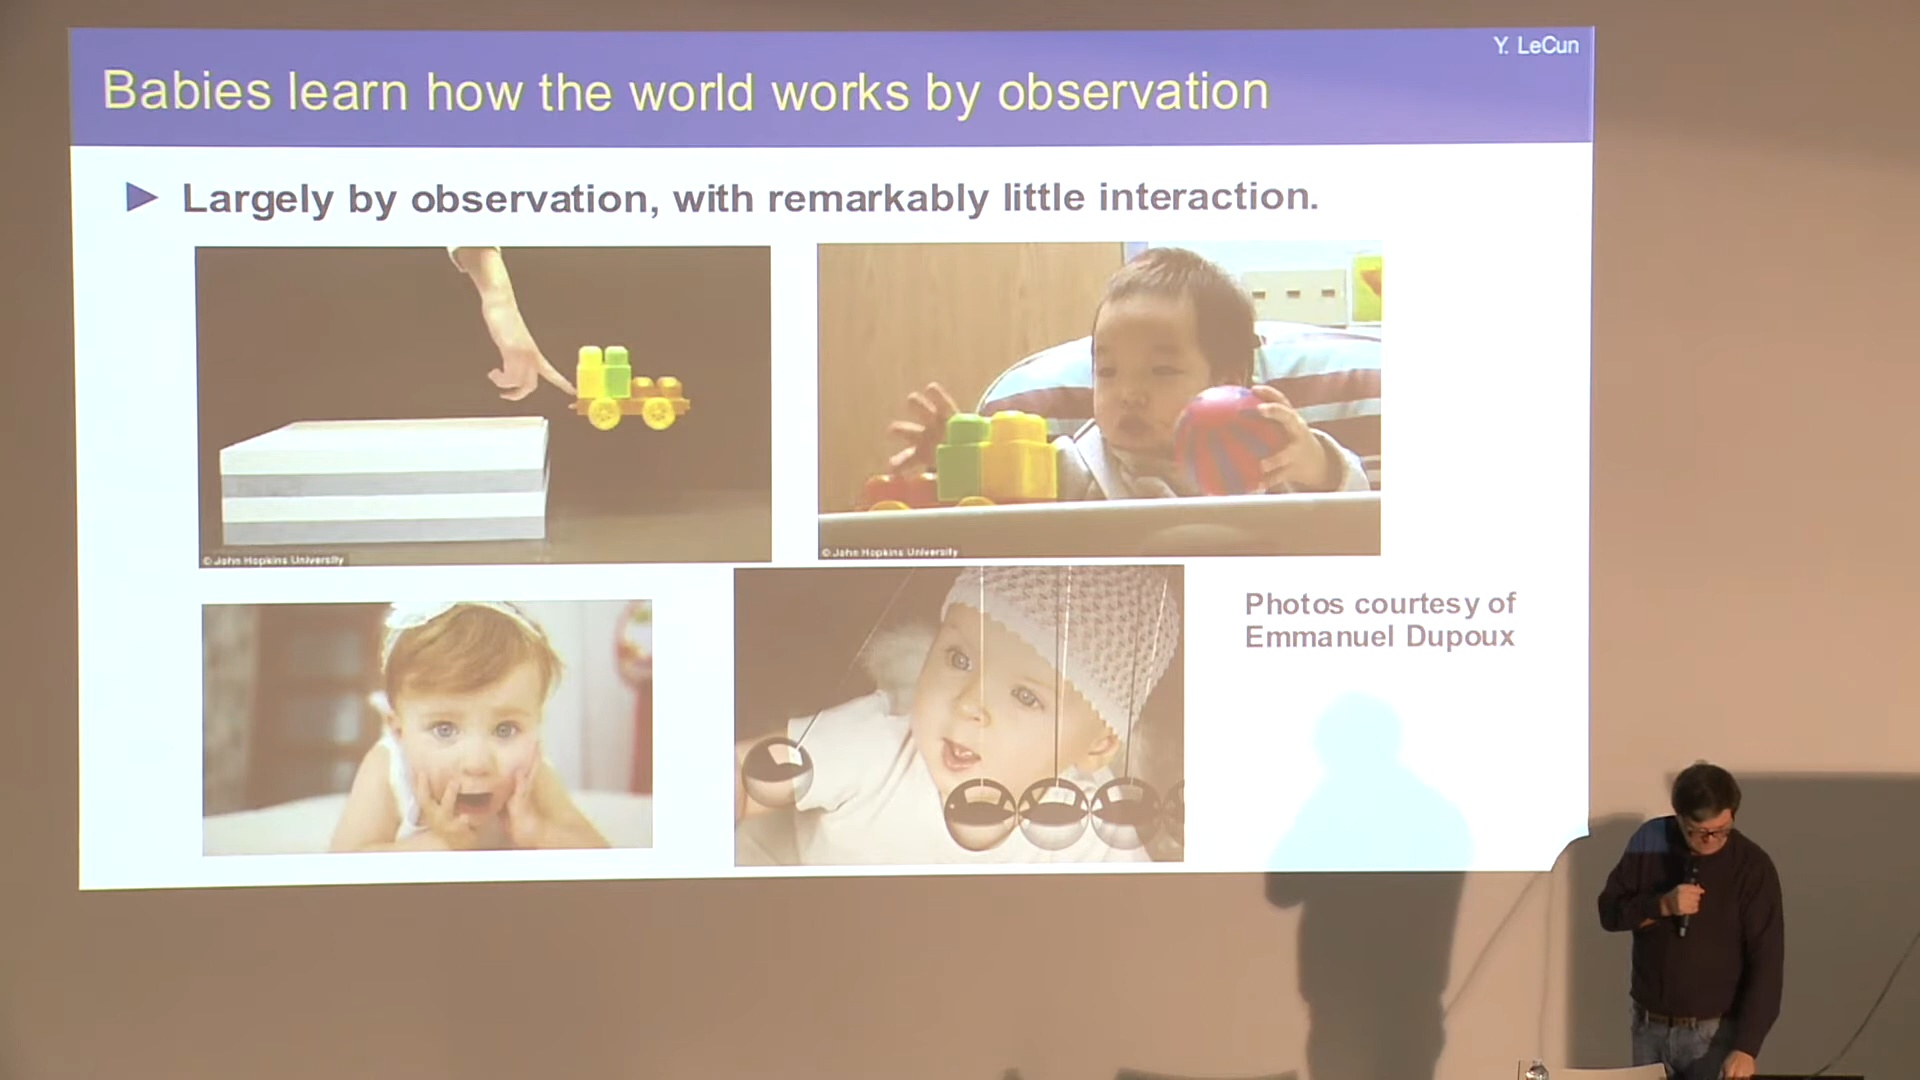 Y. LeCun
Babies learn how the world works by observation
Largely by observation, with remarkably little interaction.
© John Hopkins University
© John Hopkins University
Photos courtesy of
Emmanuel Dupoux